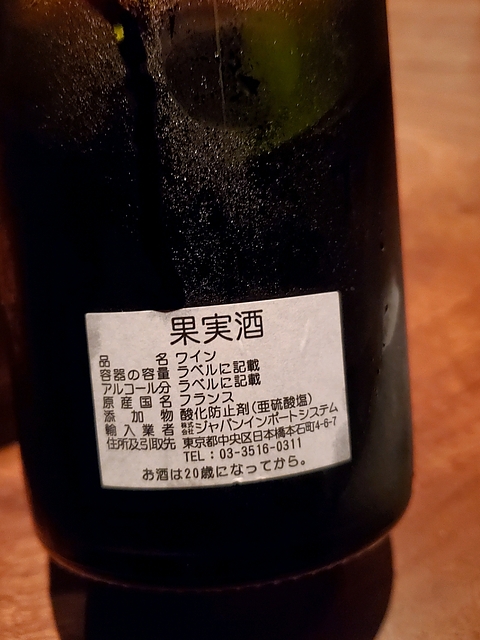 果実酒
品名 ワイン
容器の容量 ラベルに記載
アルコール分 ラベルに記載
原産国名 フランス
添加物 酸化防止剤(亜硫酸塩)
輸入業者 株式会社ジャパンインポートシステム
住所及引取先 東京都中央区日本橋本石町4-6-7
TEL:03-3516-0311
お酒は20歳になってから。